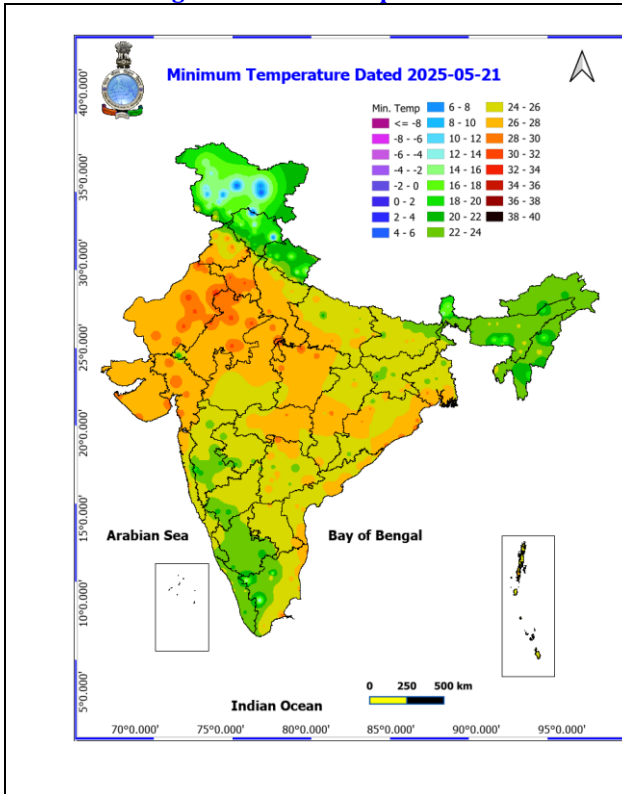 Minimum Temperature Dated 2025-05-21
Min. Temp
<= -8
-8 - -6
-6 - -4
-4 - -2
-2 - 0
0 - 2
2 - 4
4 - 6
6 - 8
8 - 10
10 - 12
12 - 14
14 - 16
16 - 18
18 - 20
20 - 22
22 - 24
24 - 26
26 - 28
28 - 30
30 - 32
32 - 34
34 - 36
36 - 38
38 - 40
40°0.000'
35°0.000'
30°0.000'
25°0.000'
20°0.000'
15°0.000'
10°0.000'
5°0.000'
Arabian Sea
Bay of Bengal
0 250 500 km
Indian Ocean
70°0.000' 75°0.000' 80°0.000' 85°0.000' 90°0.000' 95°0.000'